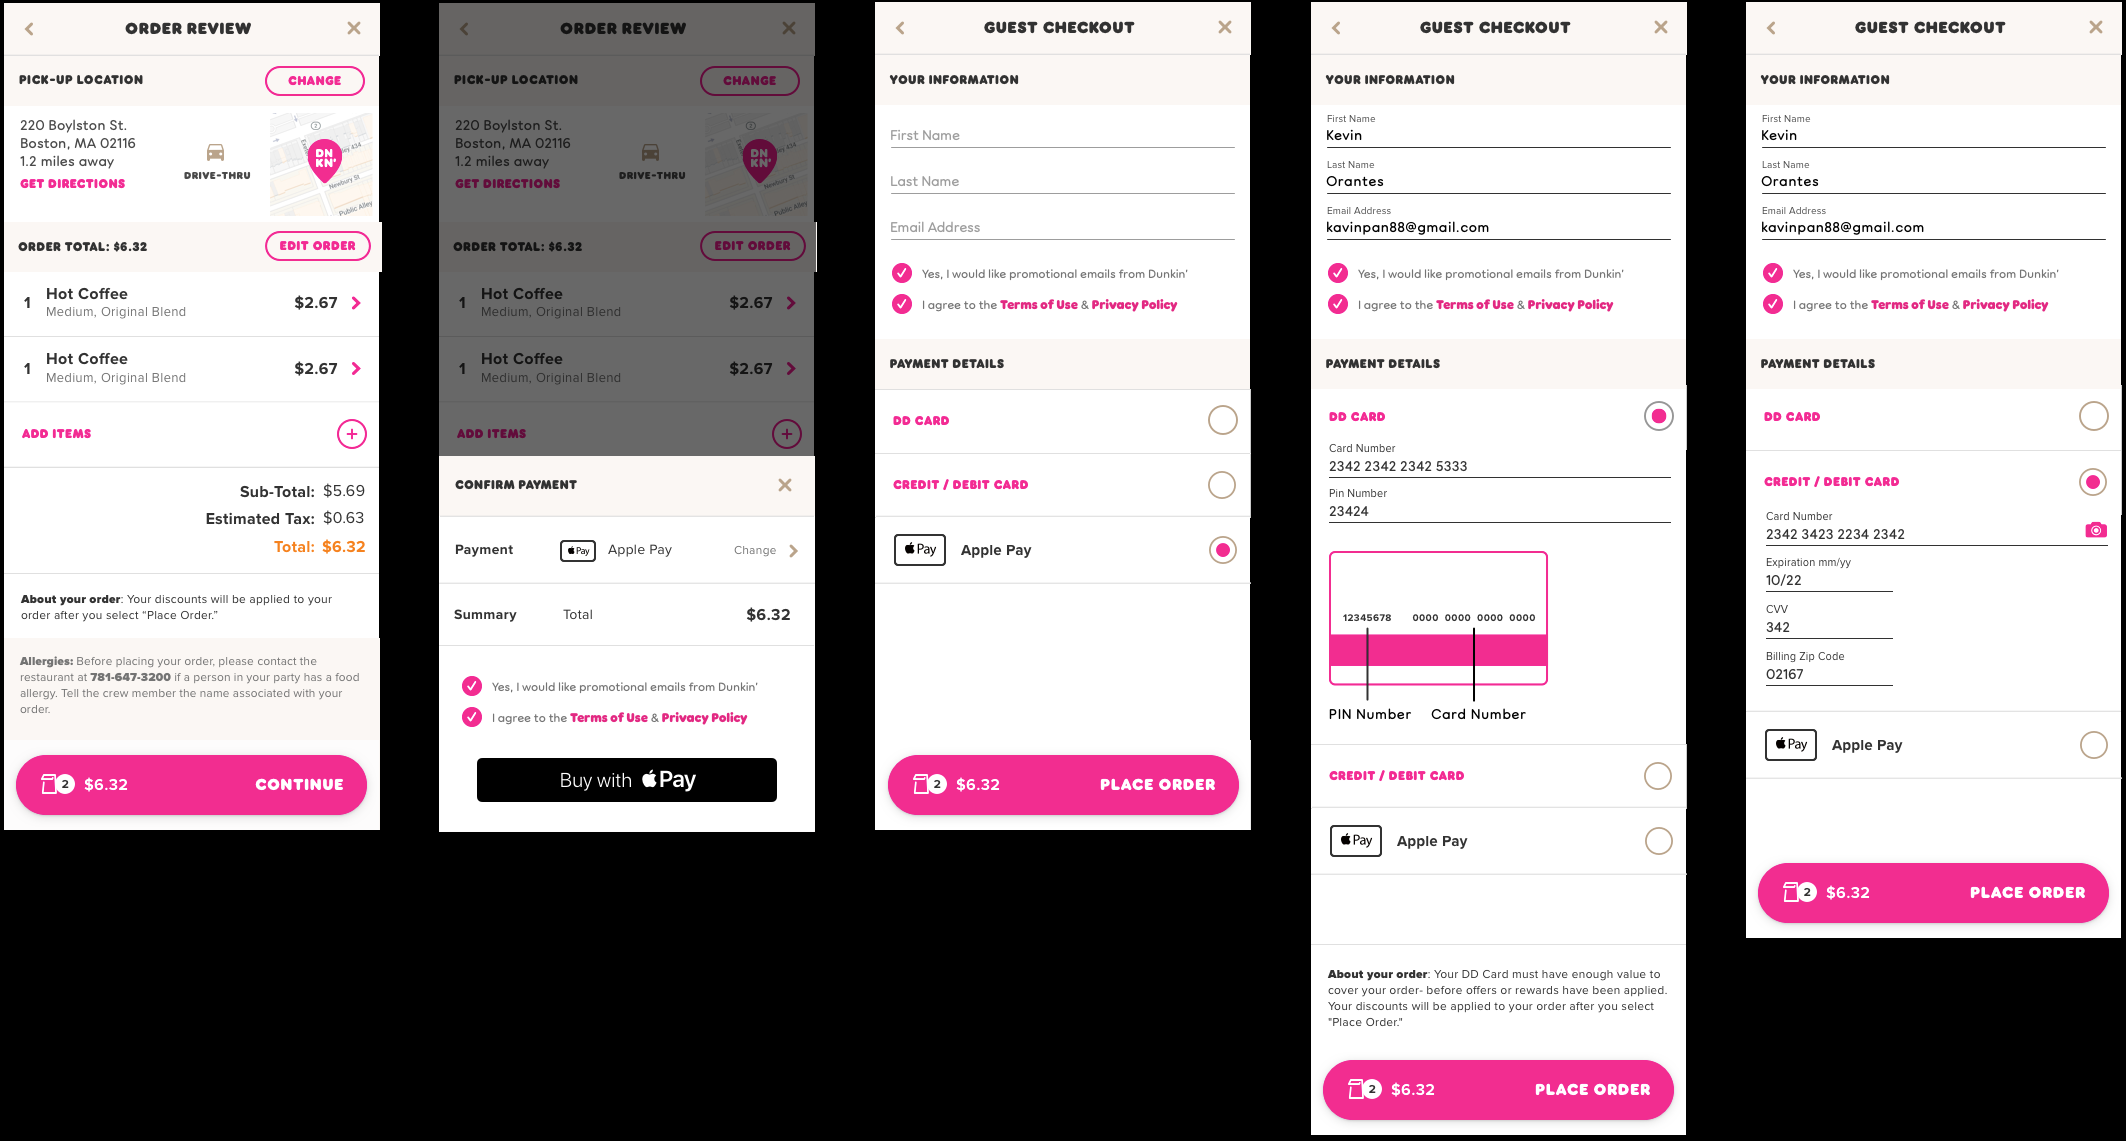 ORDER REVIEW
PICK-UP LOCATION
CHANGE
220 Boylston St.
Boston, MA 02116
1.2 miles away
GET DIRECTIONS
DRIVE-THRU
DN
KN'
Newbury St
Public Alley
ORDER TOTAL: $6.32
EDIT ORDER
1 Hot Coffee $2.67
Medium, Original Blend
1 Hot Coffee $2.67
Medium, Original Blend
ADD ITEMS
Sub-Total: $5.69
Estimated Tax: $0.63
Total: $6.32
About your order: Your discounts will be applied to your
order after you select “Place Order.”
Allergies: Before placing your order, please contact the
restaurant at 781-647-3200 if a person in your party has a food
allergy. Tell the crew member the name associated with your
order.
2 $6.32 CONTINUE
ORDER REVIEW
PICK-UP LOCATION
CHANGE
220 Boylston St.
Boston, MA 02116
1.2 miles away
GET DIRECTIONS
DRIVE-THRU
DN
KN'
Newbury St
Public Alley
ORDER TOTAL: $6.32
EDIT ORDER
1 Hot Coffee $2.67
Medium, Original Blend
1 Hot Coffee $2.67
Medium, Original Blend
ADD ITEMS
CONFIRM PAYMENT
Payment Pay Apple Pay Change
Summary Total $6.32
Yes, I would like promotional emails from Dunkin'
I agree to the Terms of Use & Privacy Policy
Buy with Pay
GUEST CHECKOUT
YOUR INFORMATION
First Name
Last Name
Email Address
Yes, I would like promotional emails from Dunkin'
I agree to the Terms of Use & Privacy Policy
PAYMENT DETAILS
DD CARD
CREDIT / DEBIT CARD
Pay Apple Pay
2 $6.32 PLACE ORDER
GUEST CHECKOUT
YOUR INFORMATION
First Name
Kevin
Last Name
Orantes
Email Address
kavinpan88@gmail.com
Yes, I would like promotional emails from Dunkin'
I agree to the Terms of Use & Privacy Policy
PAYMENT DETAILS
DD CARD
Card Number
2342 2342 2342 5333
Pin Number
23424
12345678 0000 0000 0000 0000
PIN Number Card Number
CREDIT / DEBIT CARD
Pay Apple Pay
About your order: Your DD Card must have enough value to
cover your order- before offers or rewards have been applied.
Your discounts will be applied to your order after you select
"Place Order."
2 $6.32 PLACE ORDER
GUEST CHECKOUT
YOUR INFORMATION
First Name
Kevin
Last Name
Orantes
Email Address
kavinpan88@gmail.com
Yes, I would like promotional emails from Dunkin'
I agree to the Terms of Use & Privacy Policy
PAYMENT DETAILS
DD CARD
CREDIT / DEBIT CARD
Card Number
2342 3423 2234 2342
Expiration mm/yy
10/22
CVV
342
Billing Zip Code
02167
Pay Apple Pay
2 $6.32 PLACE ORDER